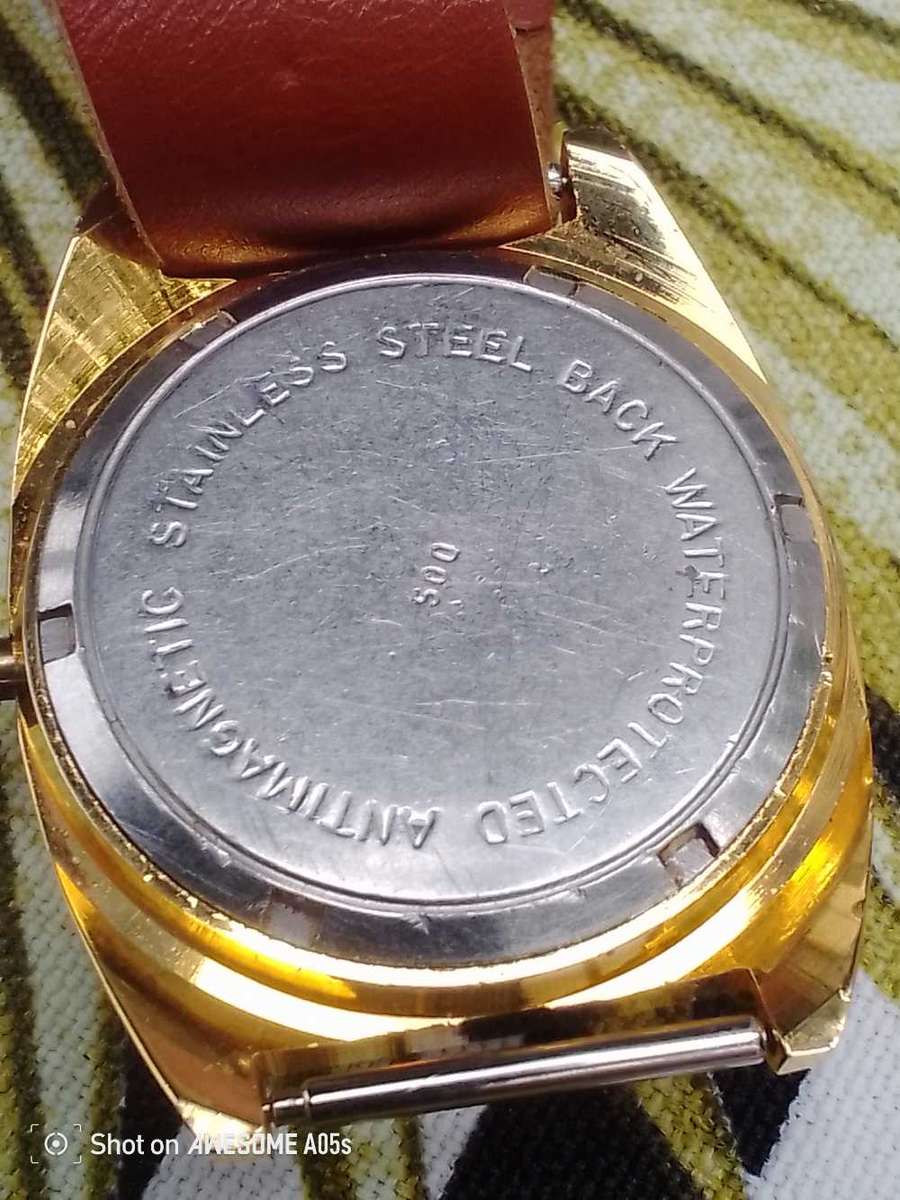 ANTIMAGNETIC STAINLESS STEEL BACK WATERPROTECTED
500
Shot on AWESOME A05s